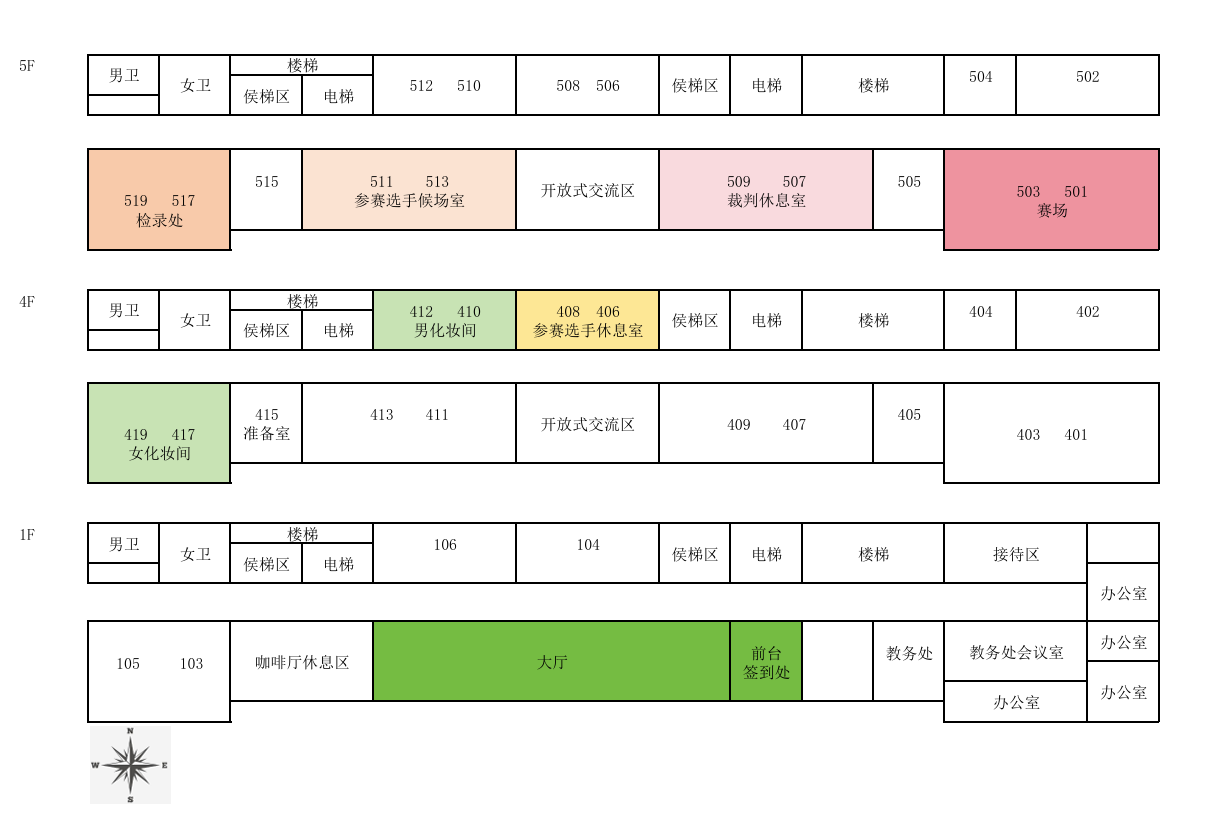 5F
男卫
女卫
楼梯
侯梯区
电梯
512 510
508 506
侯梯区
电梯
楼梯
504
502
519 517
检录处
515
511 513
参赛选手候场室
开放式交流区
509 507
裁判休息室
505
503 501
赛场
4F
男卫
女卫
楼梯
侯梯区
电梯
412 410
男化妆间
408 406
参赛选手休息室
侯梯区
电梯
楼梯
404
402
419 417
女化妆间
415
准备室
413 411
开放式交流区
409 407
405
403 401
1F
男卫
女卫
楼梯
侯梯区
电梯
106
104
侯梯区
电梯
楼梯
接待区
办公室
105 103
咖啡厅休息区
大厅
前台
签到处
教务处
教务处会议室
办公室
办公室
办公室
N
W E
S